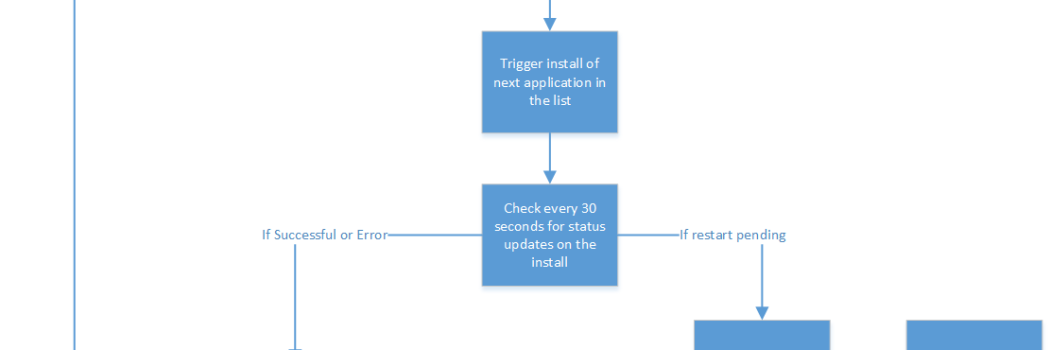 Trigger install of
next application in
the list
Check every 30
seconds for status
updates on the
install
If Successful or Error
If restart pending